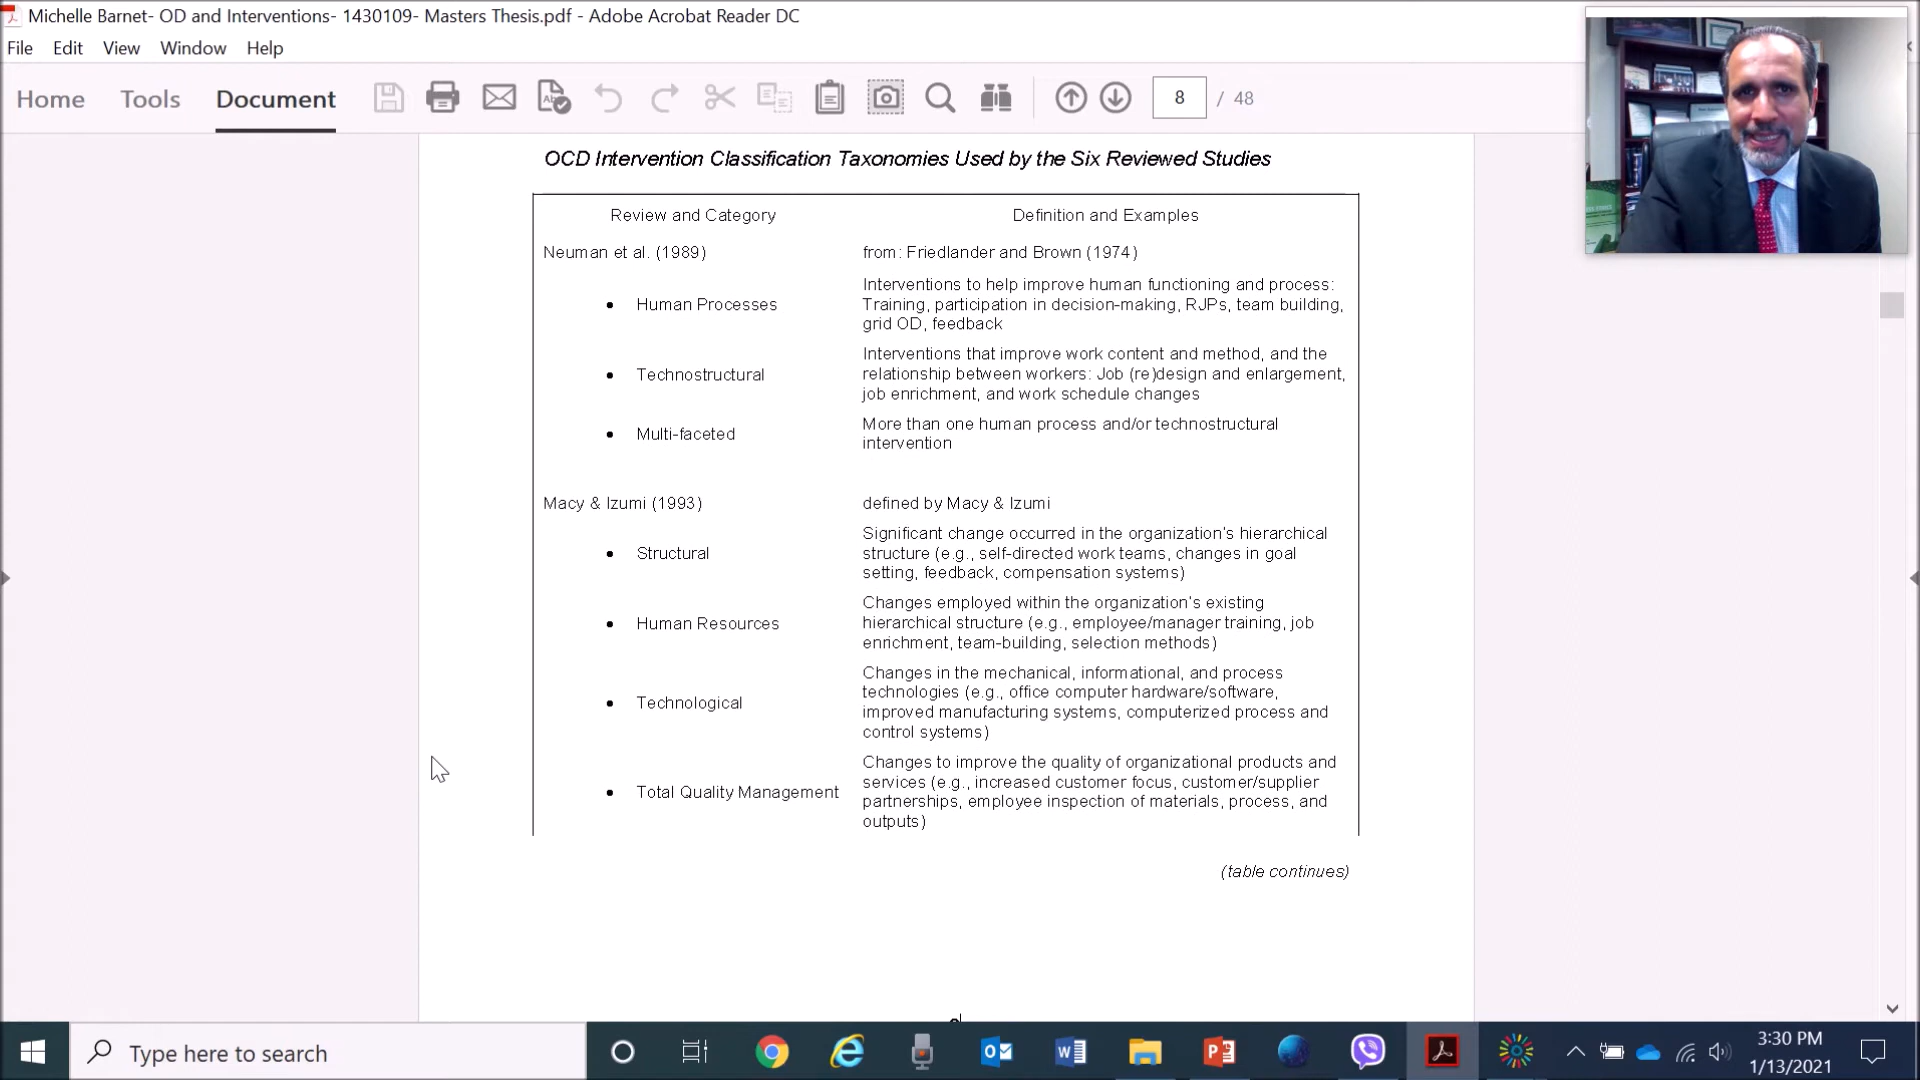 Michelle Barnet- OD and Interventions- 1430109- Masters Thesis.pdf - Adobe Acrobat Reader DC
File Edit View Window Help
Home Tools Document 8 / 48
OCD Intervention Classification Taxonomies Used by the Six Reviewed Studies
Review and Category Definition and Examples
Neuman et al. (1989) from: Friedlander and Brown (1974)
• Human Processes
Interventions to help improve human functioning and process:
Training, participation in decision-making, RJPs, team building,
grid OD, feedback
• Technostructural
Interventions that improve work content and method, and the
relationship between workers: Job (re)design and enlargement,
job enrichment, and work schedule changes
• Multi-faceted
More than one human process and/or technostructural
intervention
Macy & Izumi (1993) defined by Macy & Izumi
• Structural
Significant change occurred in the organization's hierarchical
structure (e.g., self-directed work teams, changes in goal
setting, feedback, compensation systems)
• Human Resources
Changes employed within the organization's existing
hierarchical structure (e.g., employee/manager training, job
enrichment, team-building, selection methods)
• Technological
Changes in the mechanical, informational, and process
technologies (e.g., office computer hardware/software,
improved manufacturing systems, computerized process and
control systems)
• Total Quality Management
Changes to improve the quality of organizational products and
services (e.g., increased customer focus, customer/supplier
partnerships, employee inspection of materials, process, and
outputs)
(table continues)
Type here to search
3:30 PM
1/13/2021